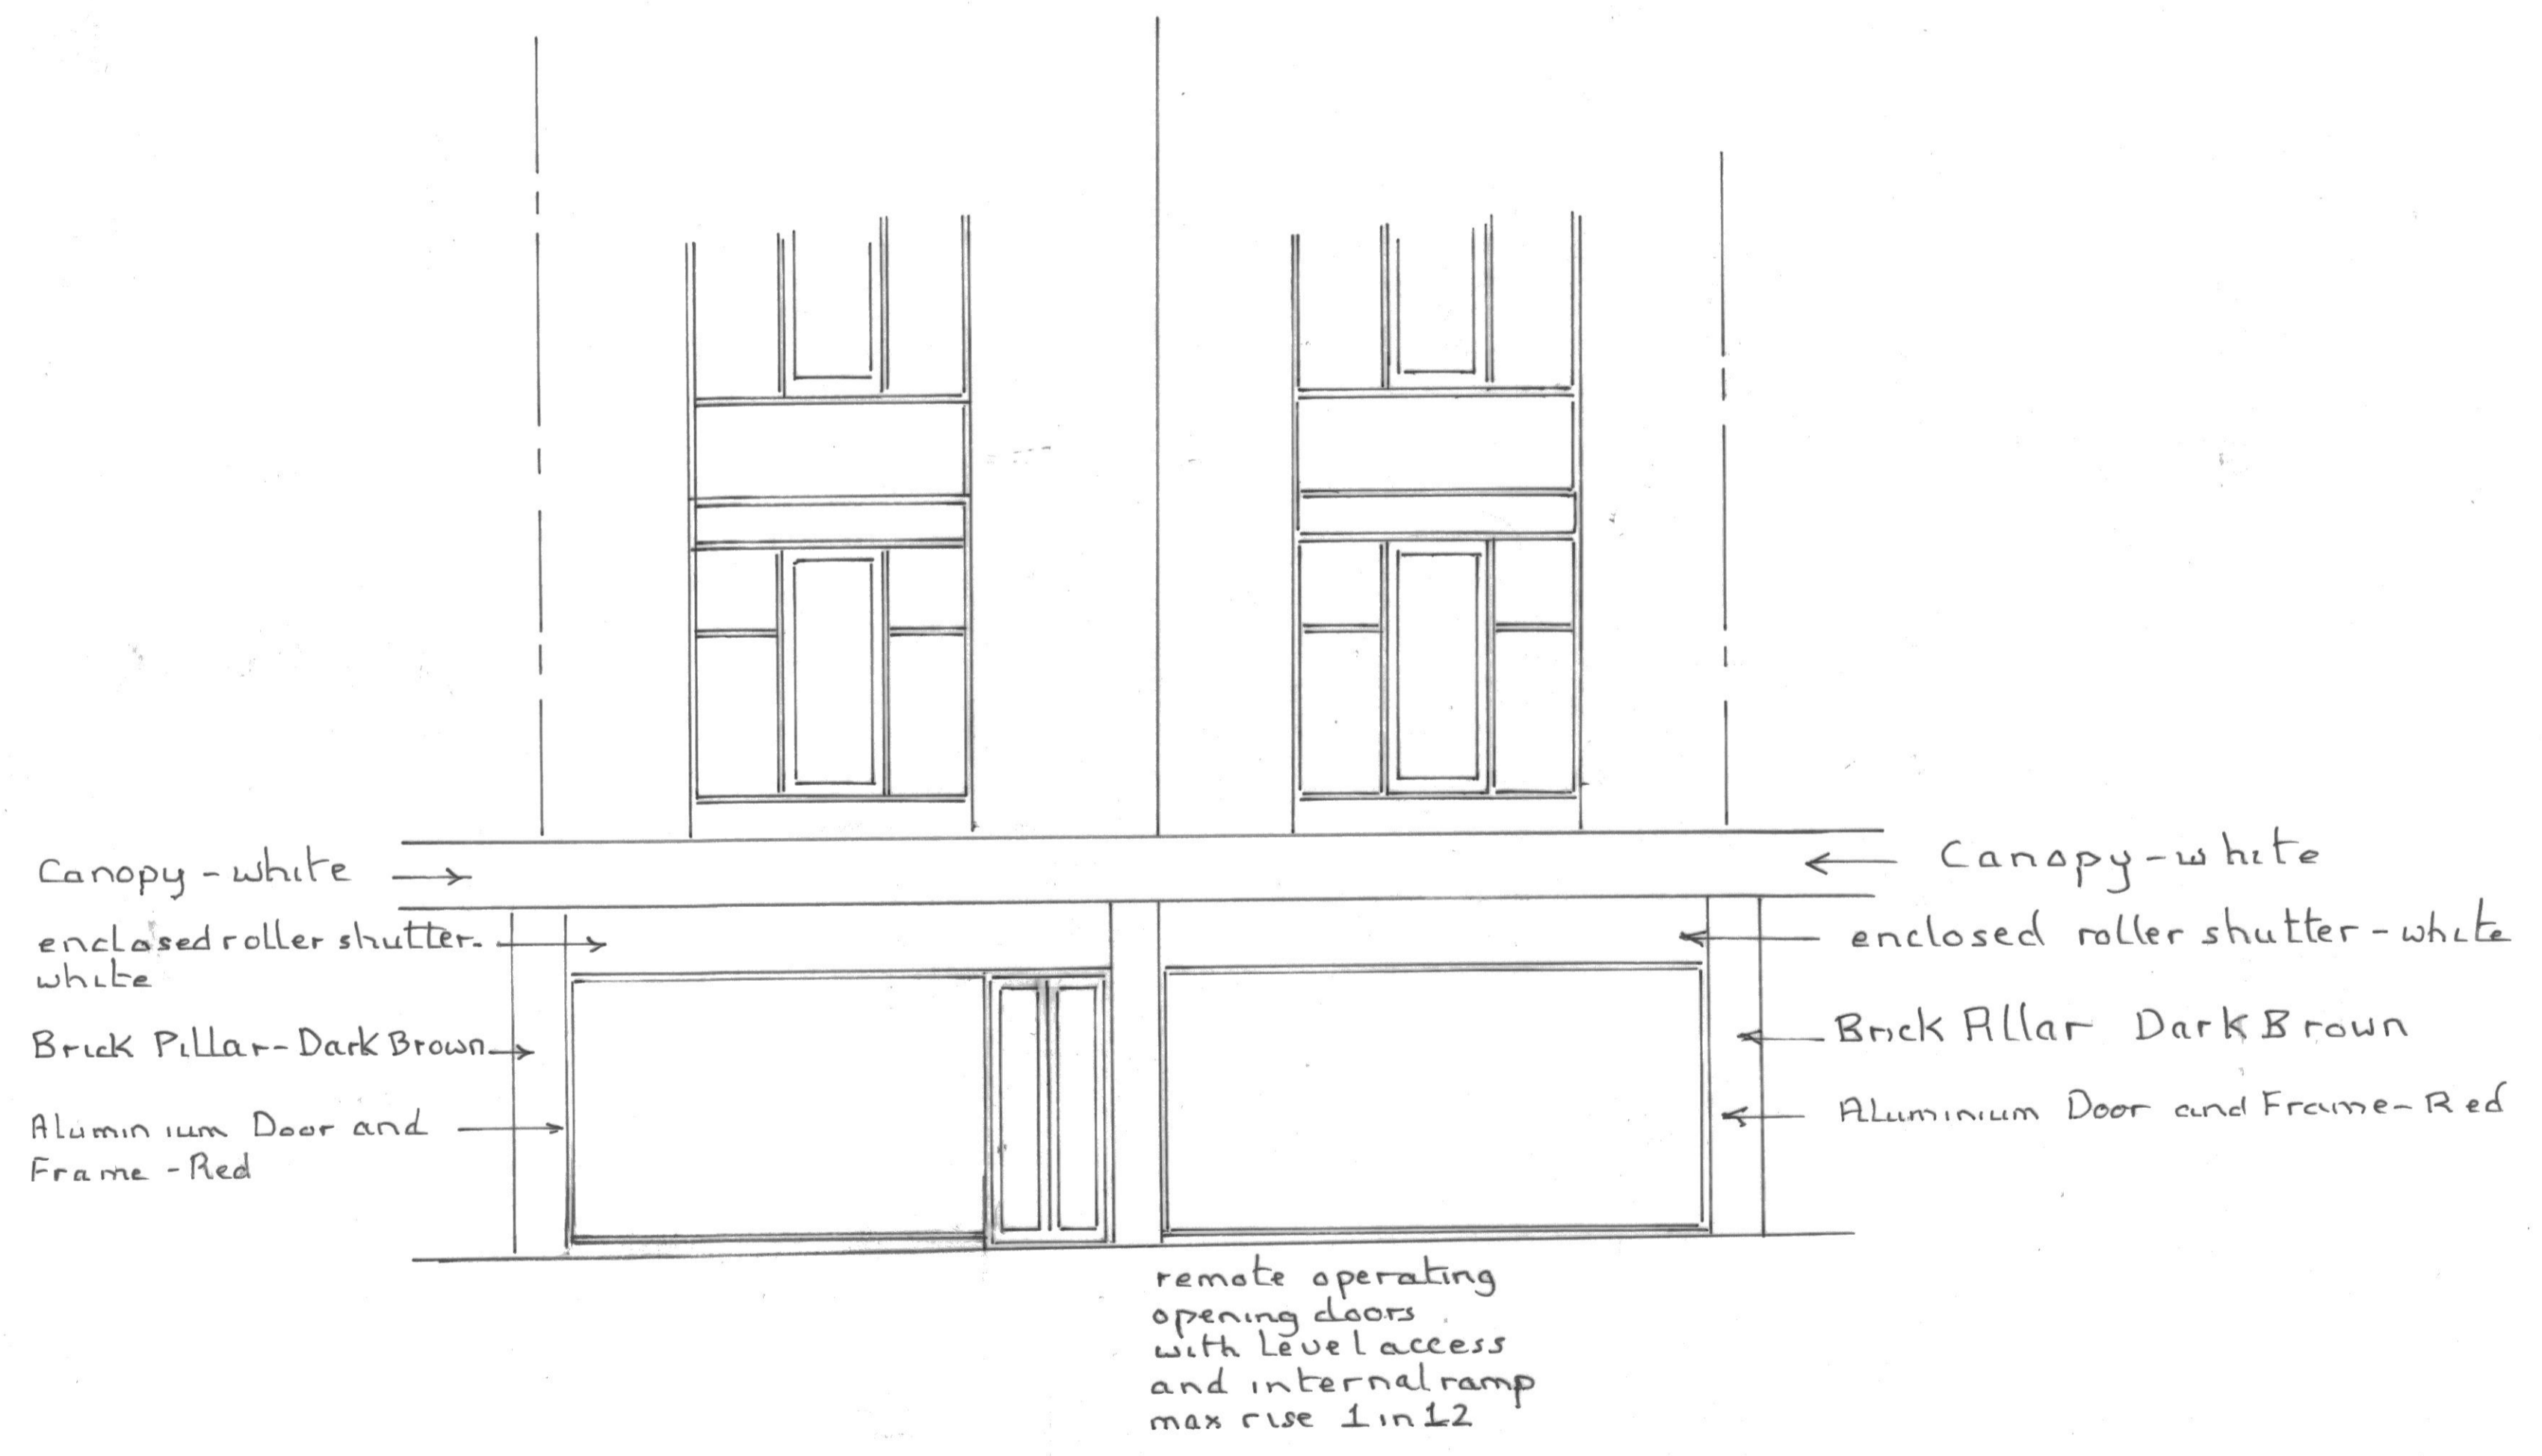 Canopy - white
enclosed roller shutter-
white
Brick Pillar - Dark Brown
Aluminium Door and
Frame - Red
Canopy - white
enclosed roller shutter - white
Brick Pillar Dark Brown
Aluminium Door and Frame - Red
remote operating
opening doors
with Level access
and internal ramp
max rise 1 in 12